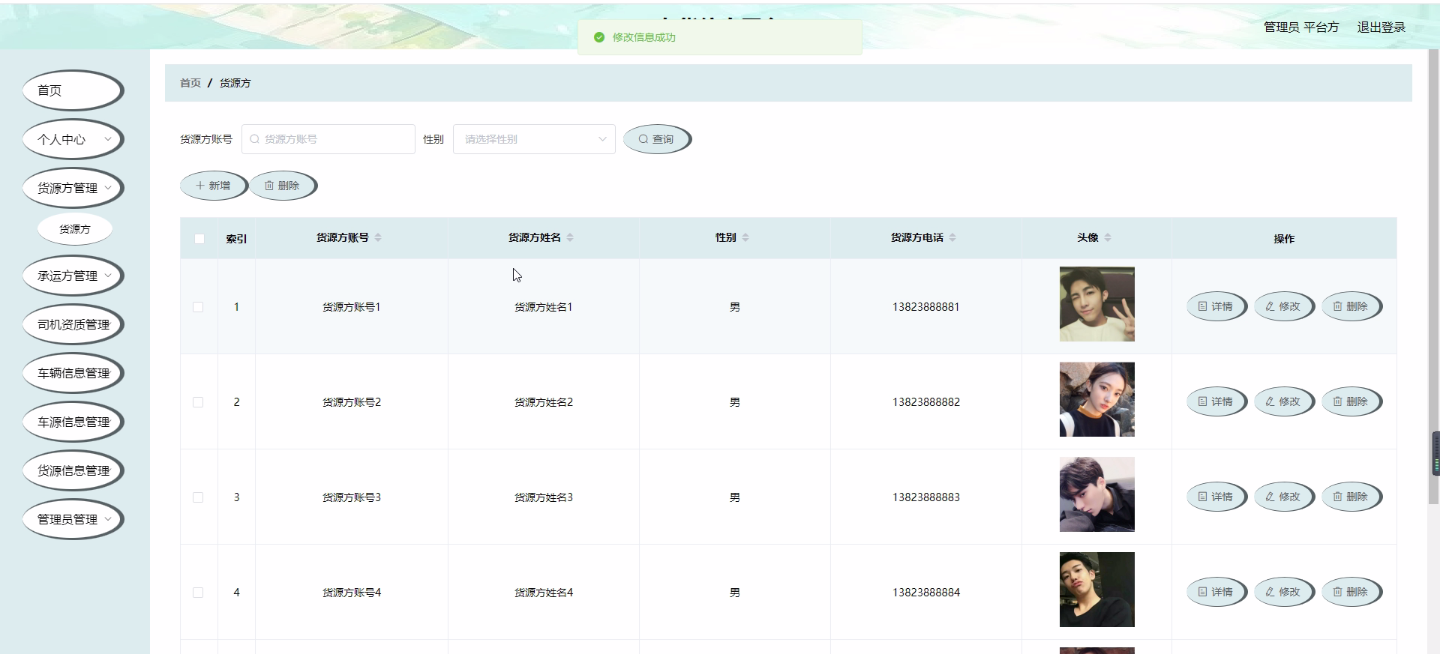 管理员 平台方 退出登录
修改信息成功
首页
个人中心
货源方管理
货源方
承运方管理
司机资质管理
车辆信息管理
车源信息管理
货源信息管理
管理员管理
首页 / 货源方
货源方账号 货源方账号 性别 请选择性别 查询
新增 删除
索引 货源方账号 货源方姓名 性别 货源方电话 头像 操作
1 货源方账号1 货源方姓名1 男 13823888881 详情 修改 删除
2 货源方账号2 货源方姓名2 男 13823888882 详情 修改 删除
3 货源方账号3 货源方姓名3 男 13823888883 详情 修改 删除
4 货源方账号4 货源方姓名4 男 13823888884 详情 修改 删除